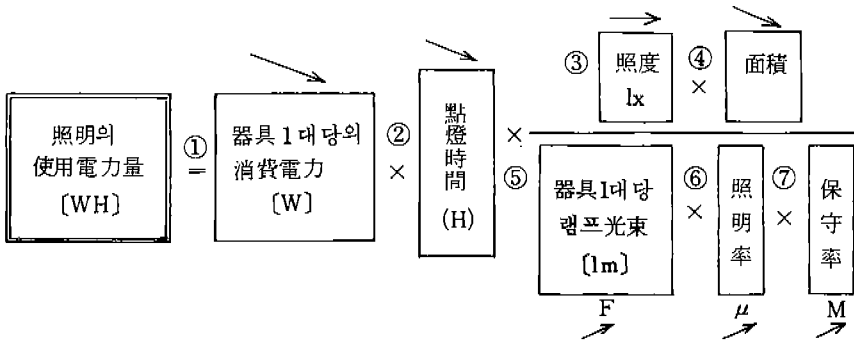 照明의
使用電力量
〔WH〕
①
=
器具1대당의
消費電力
〔W〕
②
×
點燈時間
(H)
×
③
照度
lx
④
×
面積
⑤
器具1대당
램프光束
〔lm〕
F
⑥
×
照明率
μ
⑦
×
保守率
M